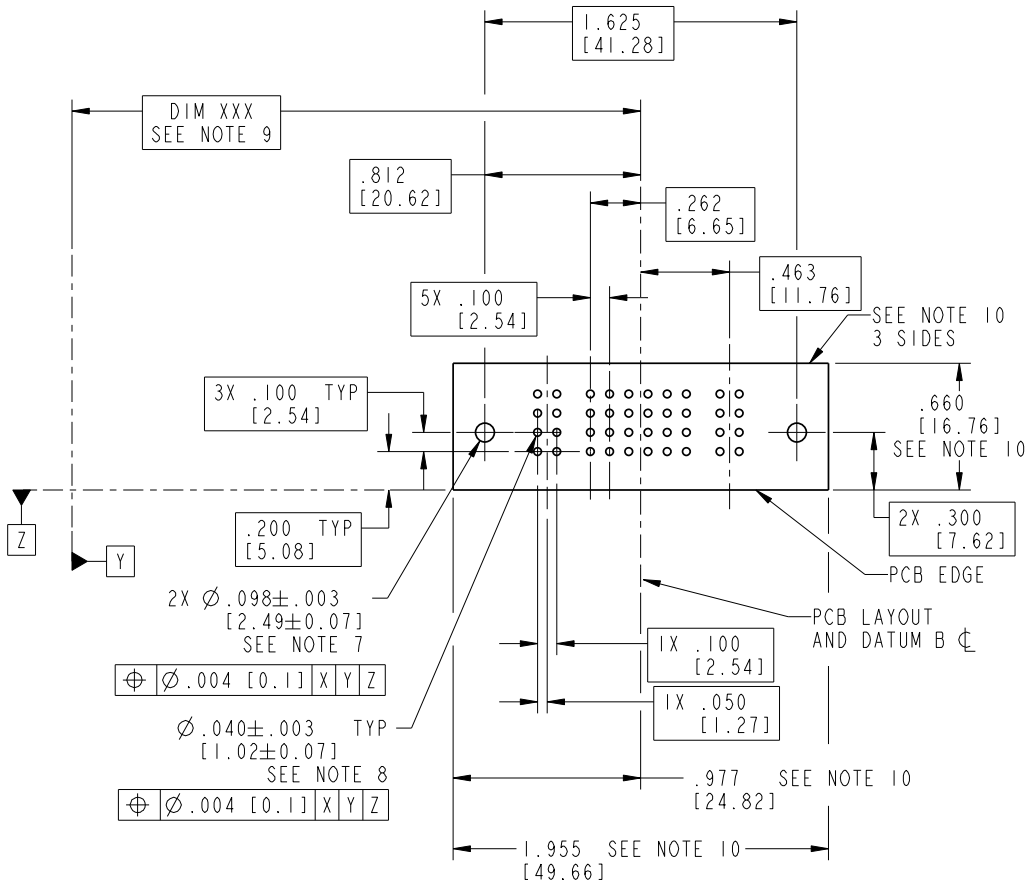 1.625
[41.28]
DIM XXX
SEE NOTE 9
.812
[20.62]
.262
[6.65]
.463
[11.76]
5X .100
[2.54]
SEE NOTE 10
3 SIDES
3X .100 TYP
[2.54]
.660
[16.76]
SEE NOTE 10
.200 TYP
[5.08]
2X .300
[7.62]
Z
Y
PCB EDGE
2X Ø.098±.003
[2.49±0.07]
SEE NOTE 7
⌖ Ø.004 [0.1] X Y Z
PCB LAYOUT
AND DATUM B ℄
1X .100
[2.54]
1X .050
[1.27]
Ø.040±.003 TYP
[1.02±0.07]
SEE NOTE 8
⌖ Ø.004 [0.1] X Y Z
.977 SEE NOTE 10
[24.82]
1.955 SEE NOTE 10
[49.66]